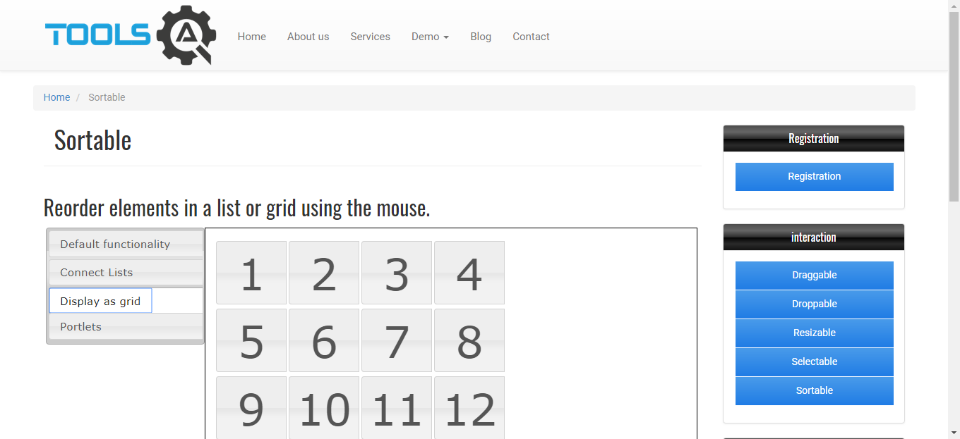 TOOLS QA Home About us Services Demo Blog Contact
Home / Sortable
Sortable
Reorder elements in a list or grid using the mouse.
Default functionality
Connect Lists
Display as grid
Portlets
1 2 3 4
5 6 7 8
9 10 11 12
Registration
Registration
interaction
Draggable
Droppable
Resizable
Selectable
Sortable